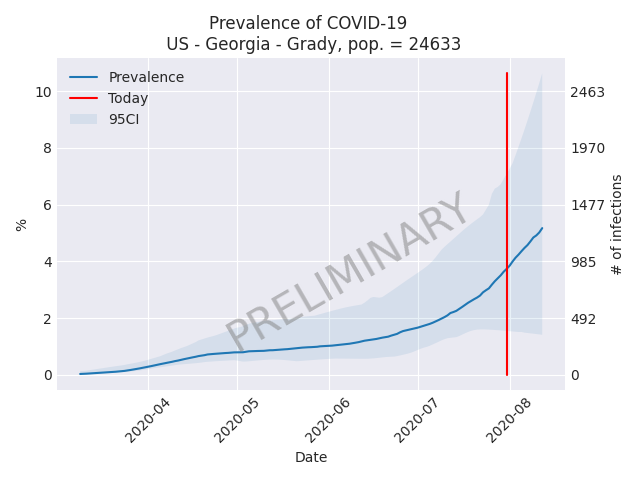 Prevalence of COVID-19
US - Georgia - Grady, pop. = 24633
Prevalence
Today
95CI
10
8
6
4
2
0
%
2463
1970
1477
985
492
0
# of infections
PRELIMINARY
2020-04
2020-05
2020-06
2020-07
2020-08
Date